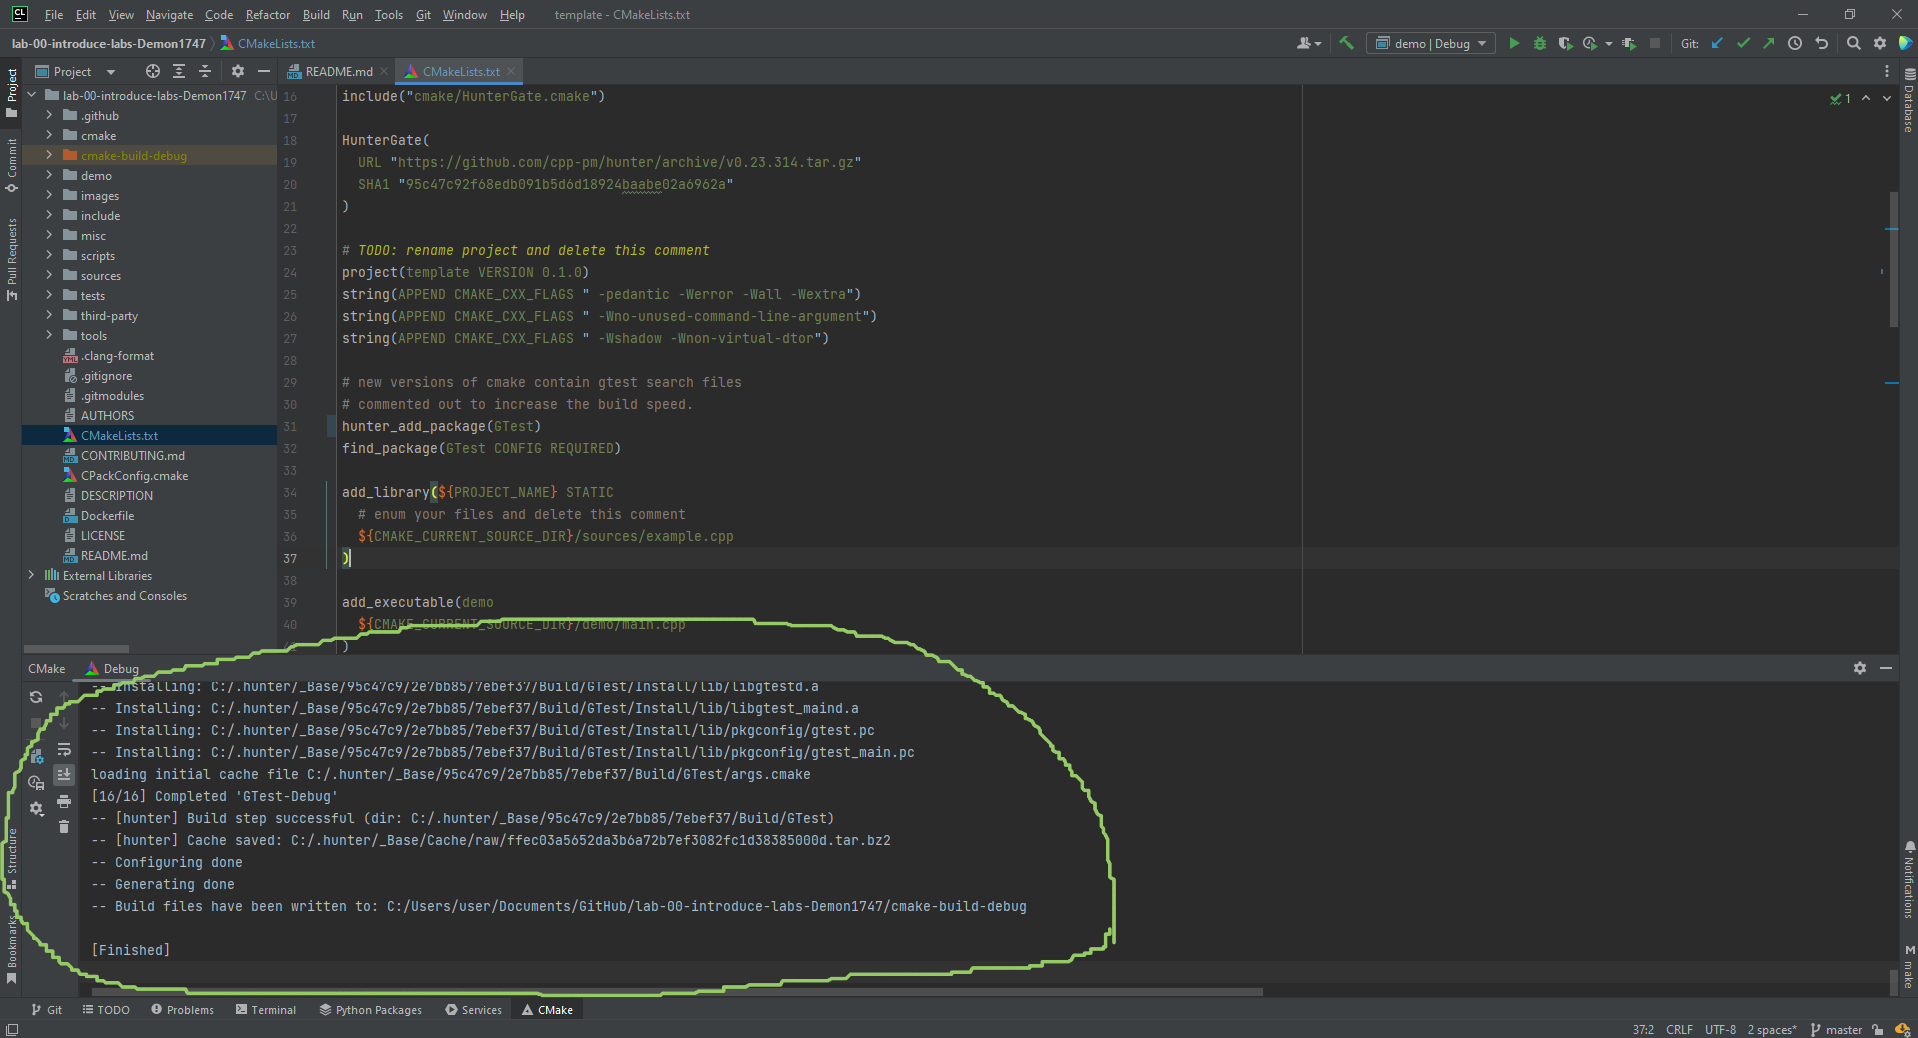 CL File Edit View Navigate Code Refactor Build Run Tools Git Window Help template - CMakeLists.txt
lab-00-introduce-labs-Demon1747 CMakeLists.txt demo | Debug Git:
Project README.md CMakeLists.txt
lab-00-introduce-labs-Demon1747 C:\U
.github
cmake
cmake-build-debug
demo
images
include
misc
scripts
sources
tests
third-party
tools
.clang-format
.gitignore
.gitmodules
AUTHORS
CMakeLists.txt
CONTRIBUTING.md
CPackConfig.cmake
DESCRIPTION
Dockerfile
LICENSE
README.md
External Libraries
Scratches and Consoles
Project
Commit
Pull Requests
Structure
Bookmarks
16 include("cmake/HunterGate.cmake")
17
18 HunterGate(
19 URL "https://github.com/cpp-pm/hunter/archive/v0.23.314.tar.gz"
20 SHA1 "95c47c92f68edb091b5d6d18924baabe02a6962a"
21 )
22
23 # TODO: rename project and delete this comment
24 project(template VERSION 0.1.0)
25 string(APPEND CMAKE_CXX_FLAGS " -pedantic -Werror -Wall -Wextra")
26 string(APPEND CMAKE_CXX_FLAGS " -Wno-unused-command-line-argument")
27 string(APPEND CMAKE_CXX_FLAGS " -Wshadow -Wnon-virtual-dtor")
28
29 # new versions of cmake contain gtest search files
30 # commented out to increase the build speed.
31 hunter_add_package(GTest)
32 find_package(GTest CONFIG REQUIRED)
33
34 add_library(${PROJECT_NAME} STATIC
35 # enum your files and delete this comment
36 ${CMAKE_CURRENT_SOURCE_DIR}/sources/example.cpp
37 )
38
39 add_executable(demo
40 ${CMAKE_CURRENT_SOURCE_DIR}/demo/main.cpp
)
1
Database
Notifications
make
CMake Debug
-- Installing: C:/.hunter/_Base/95c47c9/2e7bb85/7ebef37/Build/GTest/Install/lib/libgtestd.a
-- Installing: C:/.hunter/_Base/95c47c9/2e7bb85/7ebef37/Build/GTest/Install/lib/libgtest_maind.a
-- Installing: C:/.hunter/_Base/95c47c9/2e7bb85/7ebef37/Build/GTest/Install/lib/pkgconfig/gtest.pc
-- Installing: C:/.hunter/_Base/95c47c9/2e7bb85/7ebef37/Build/GTest/Install/lib/pkgconfig/gtest_main.pc
loading initial cache file C:/.hunter/_Base/95c47c9/2e7bb85/7ebef37/Build/GTest/args.cmake
[16/16] Completed 'GTest-Debug'
-- [hunter] Build step successful (dir: C:/.hunter/_Base/95c47c9/2e7bb85/7ebef37/Build/GTest)
-- [hunter] Cache saved: C:/.hunter/_Base/Cache/raw/ffec03a5652da3b6a72b7ef3082fc1d38385000d.tar.bz2
-- Configuring done
-- Generating done
-- Build files have been written to: C:/Users/user/Documents/GitHub/lab-00-introduce-labs-Demon1747/cmake-build-debug
[Finished]
Git TODO Problems Terminal Python Packages Services CMake
37:2 CRLF UTF-8 2 spaces* master